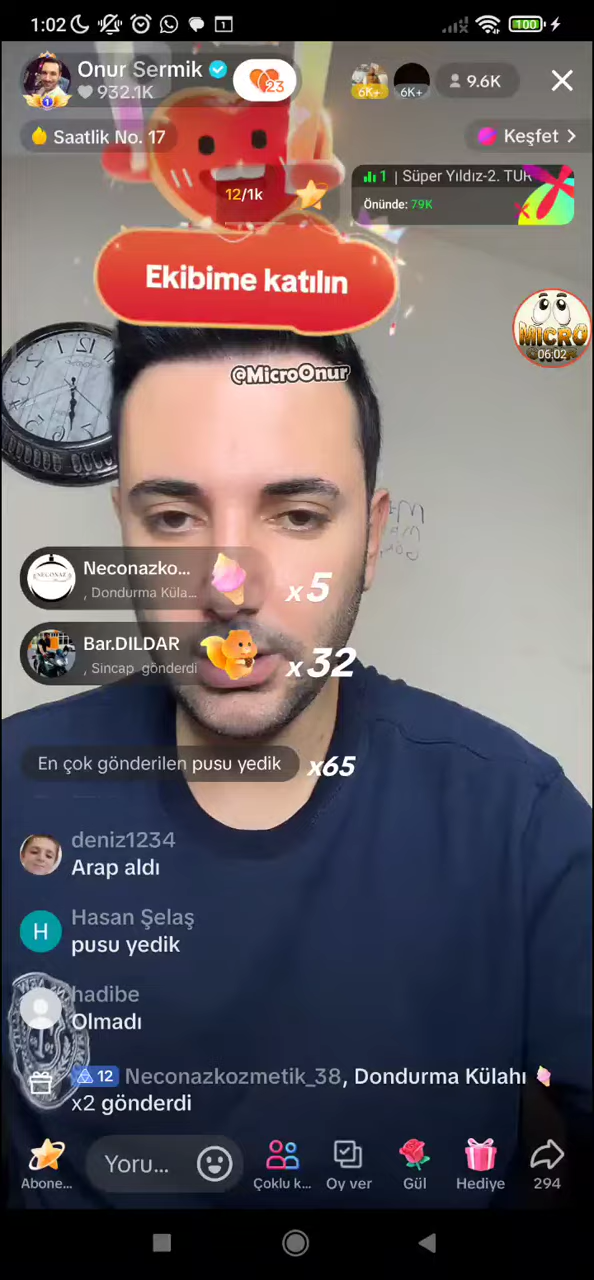 1:02
100
Onur Sermik
932.1K
23
6K+
6K+
9.6K
Saatlik No. 17
Keşfet
12/1k
1 | Süper Yıldız-2. TUR
Önünde: 79K
Ekibime katılın
MICRO
06:02
@MicroOnur
Neconazko...
, Dondurma Küla...
x5
NECONAZ
Bar.DILDAR
, Sincap gönderdi
x32
En çok gönderilen pusu yedik
x65
deniz1234
Arap aldı
H
Hasan Şelaş
pusu yedik
hadibe
Olmadı
12 Neconazkozmetik_38, Dondurma Külahı
x2 gönderdi
Yoru...
Abone...
Çoklu k...
Oy ver
Gül
Hediye
294